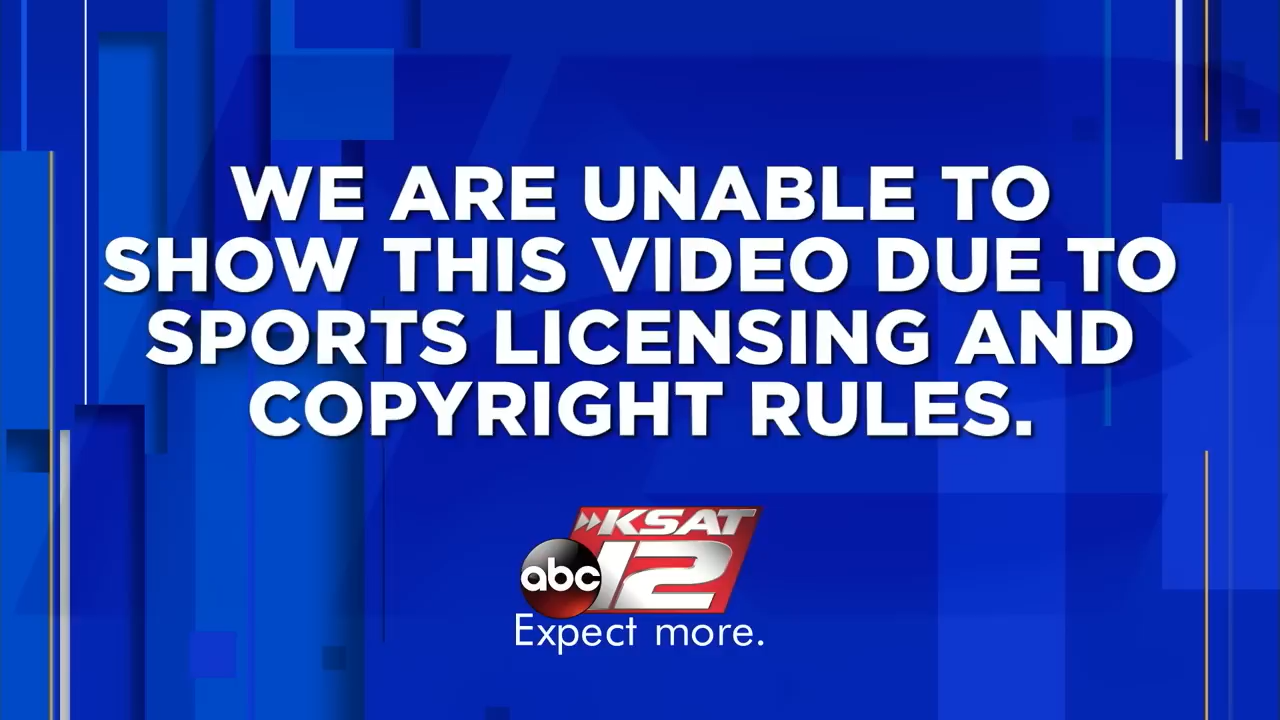 WE ARE UNABLE TO
SHOW THIS VIDEO DUE TO
SPORTS LICENSING AND
COPYRIGHT RULES.
KSAT
abc 12
Expect more.